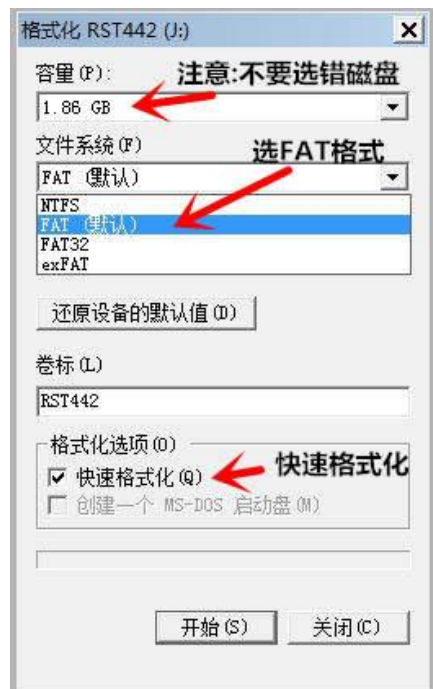 格式化 RST442 (J:)
容量(P):
注意:不要选错磁盘
1.86 GB
文件系统(F)
选FAT格式
FAT (默认)
NTFS
FAT (默认)
FAT32
exFAT
还原设备的默认值(D)
卷标(L)
RST442
格式化选项(O)
快速格式化(Q)
快速格式化
创建一个 MS-DOS 启动盘(M)
开始(S)
关闭(C)